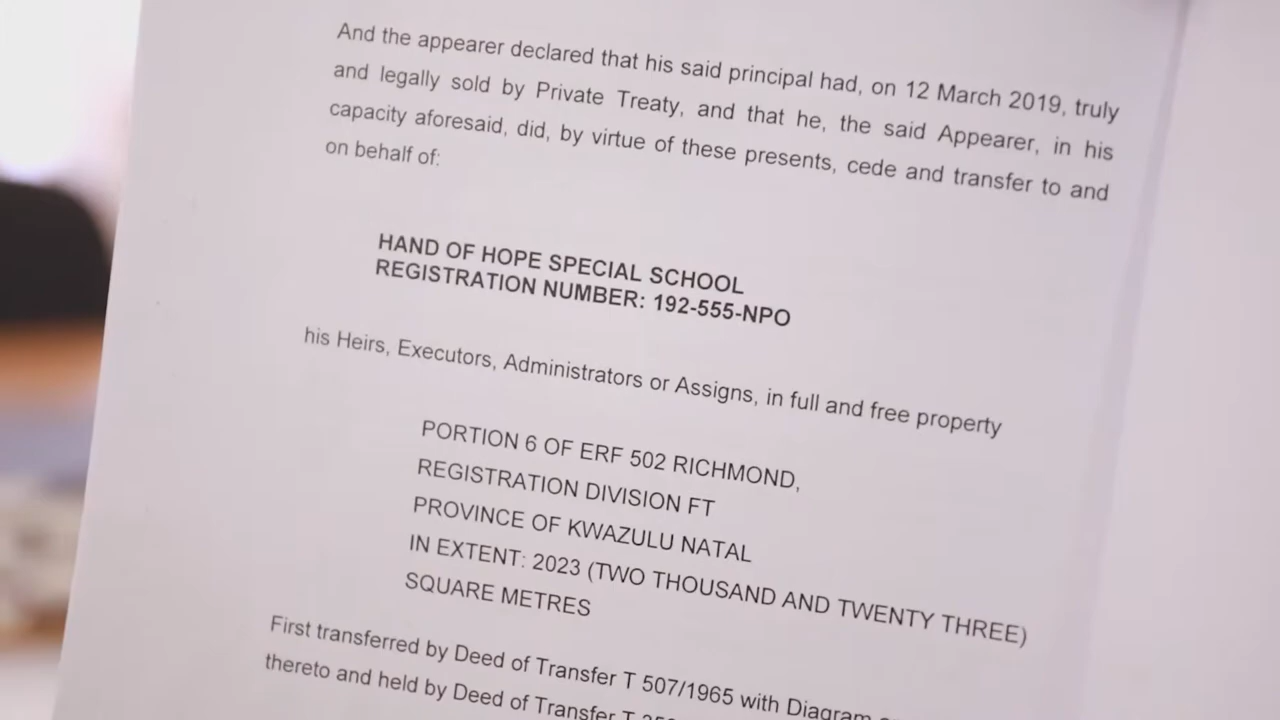 And the appearer declared that his said principal had, on 12 March 2019, truly
and legally sold by Private Treaty, and that he, the said Appearer, in his
capacity aforesaid, did, by virtue of these presents, cede and transfer to and
on behalf of:
HAND OF HOPE SPECIAL SCHOOL
REGISTRATION NUMBER: 192-555-NPO
his Heirs, Executors, Administrators or Assigns, in full and free property
PORTION 6 OF ERF 502 RICHMOND,
REGISTRATION DIVISION FT
PROVINCE OF KWAZULU NATAL
IN EXTENT: 2023 (TWO THOUSAND AND TWENTY THREE)
SQUARE METRES
First transferred by Deed of Transfer T 507/1965 with Diagram
thereto and held by Deed of Transfer T